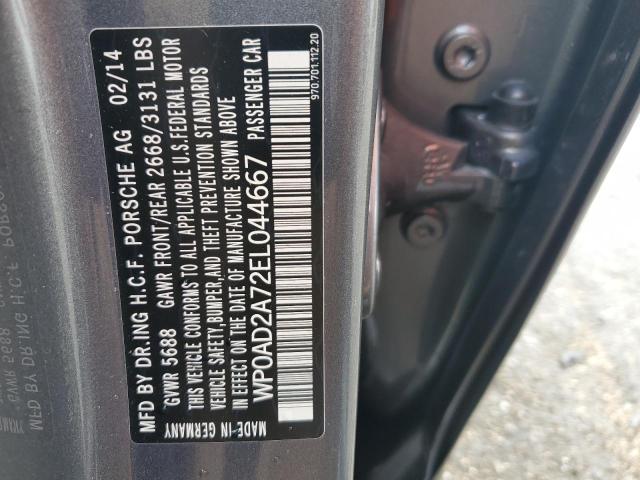 MFD BY DR.ING H.C.F. PORSCHE AG 02/14
GVWR 5688 GAWR FRONT/REAR 2668/3131 LBS
THIS VEHICLE CONFORMS TO ALL APPLICABLE U.S.FEDERAL MOTOR
VEHICLE SAFETY,BUMPER,AND THEFT PREVENTION STANDARDS
IN EFFECT ON THE DATE OF MANUFACTURE SHOWN ABOVE
WP0AD2A72EL044667 PASSENGER CAR
MADE IN GERMANY
970.701.112.20